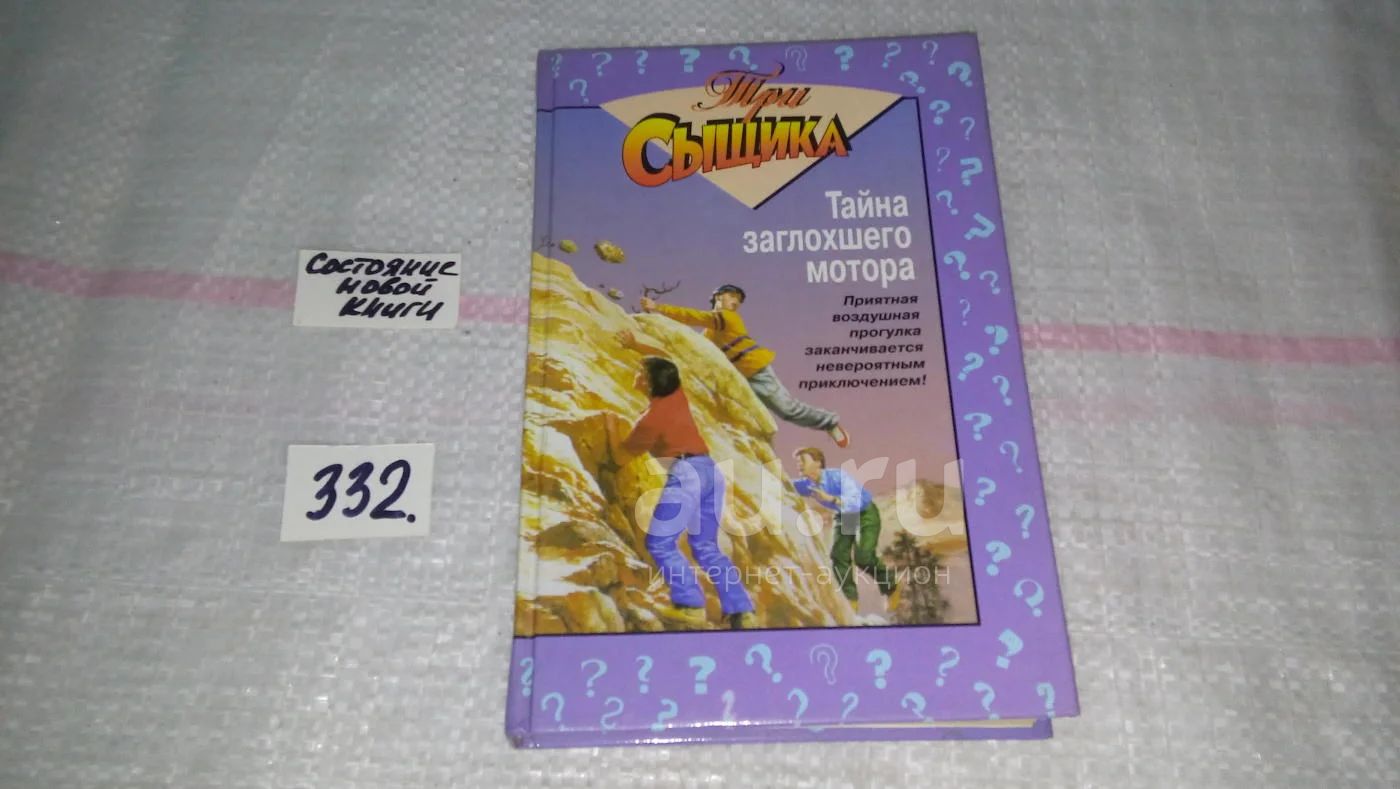 Три
Сыщика
Тайна
заглохшего
мотора
Приятная
воздушная
прогулка
заканчивается
невероятным
приключением!
Состояние
новой
книги
332.
au.ru
интернет-аукцион